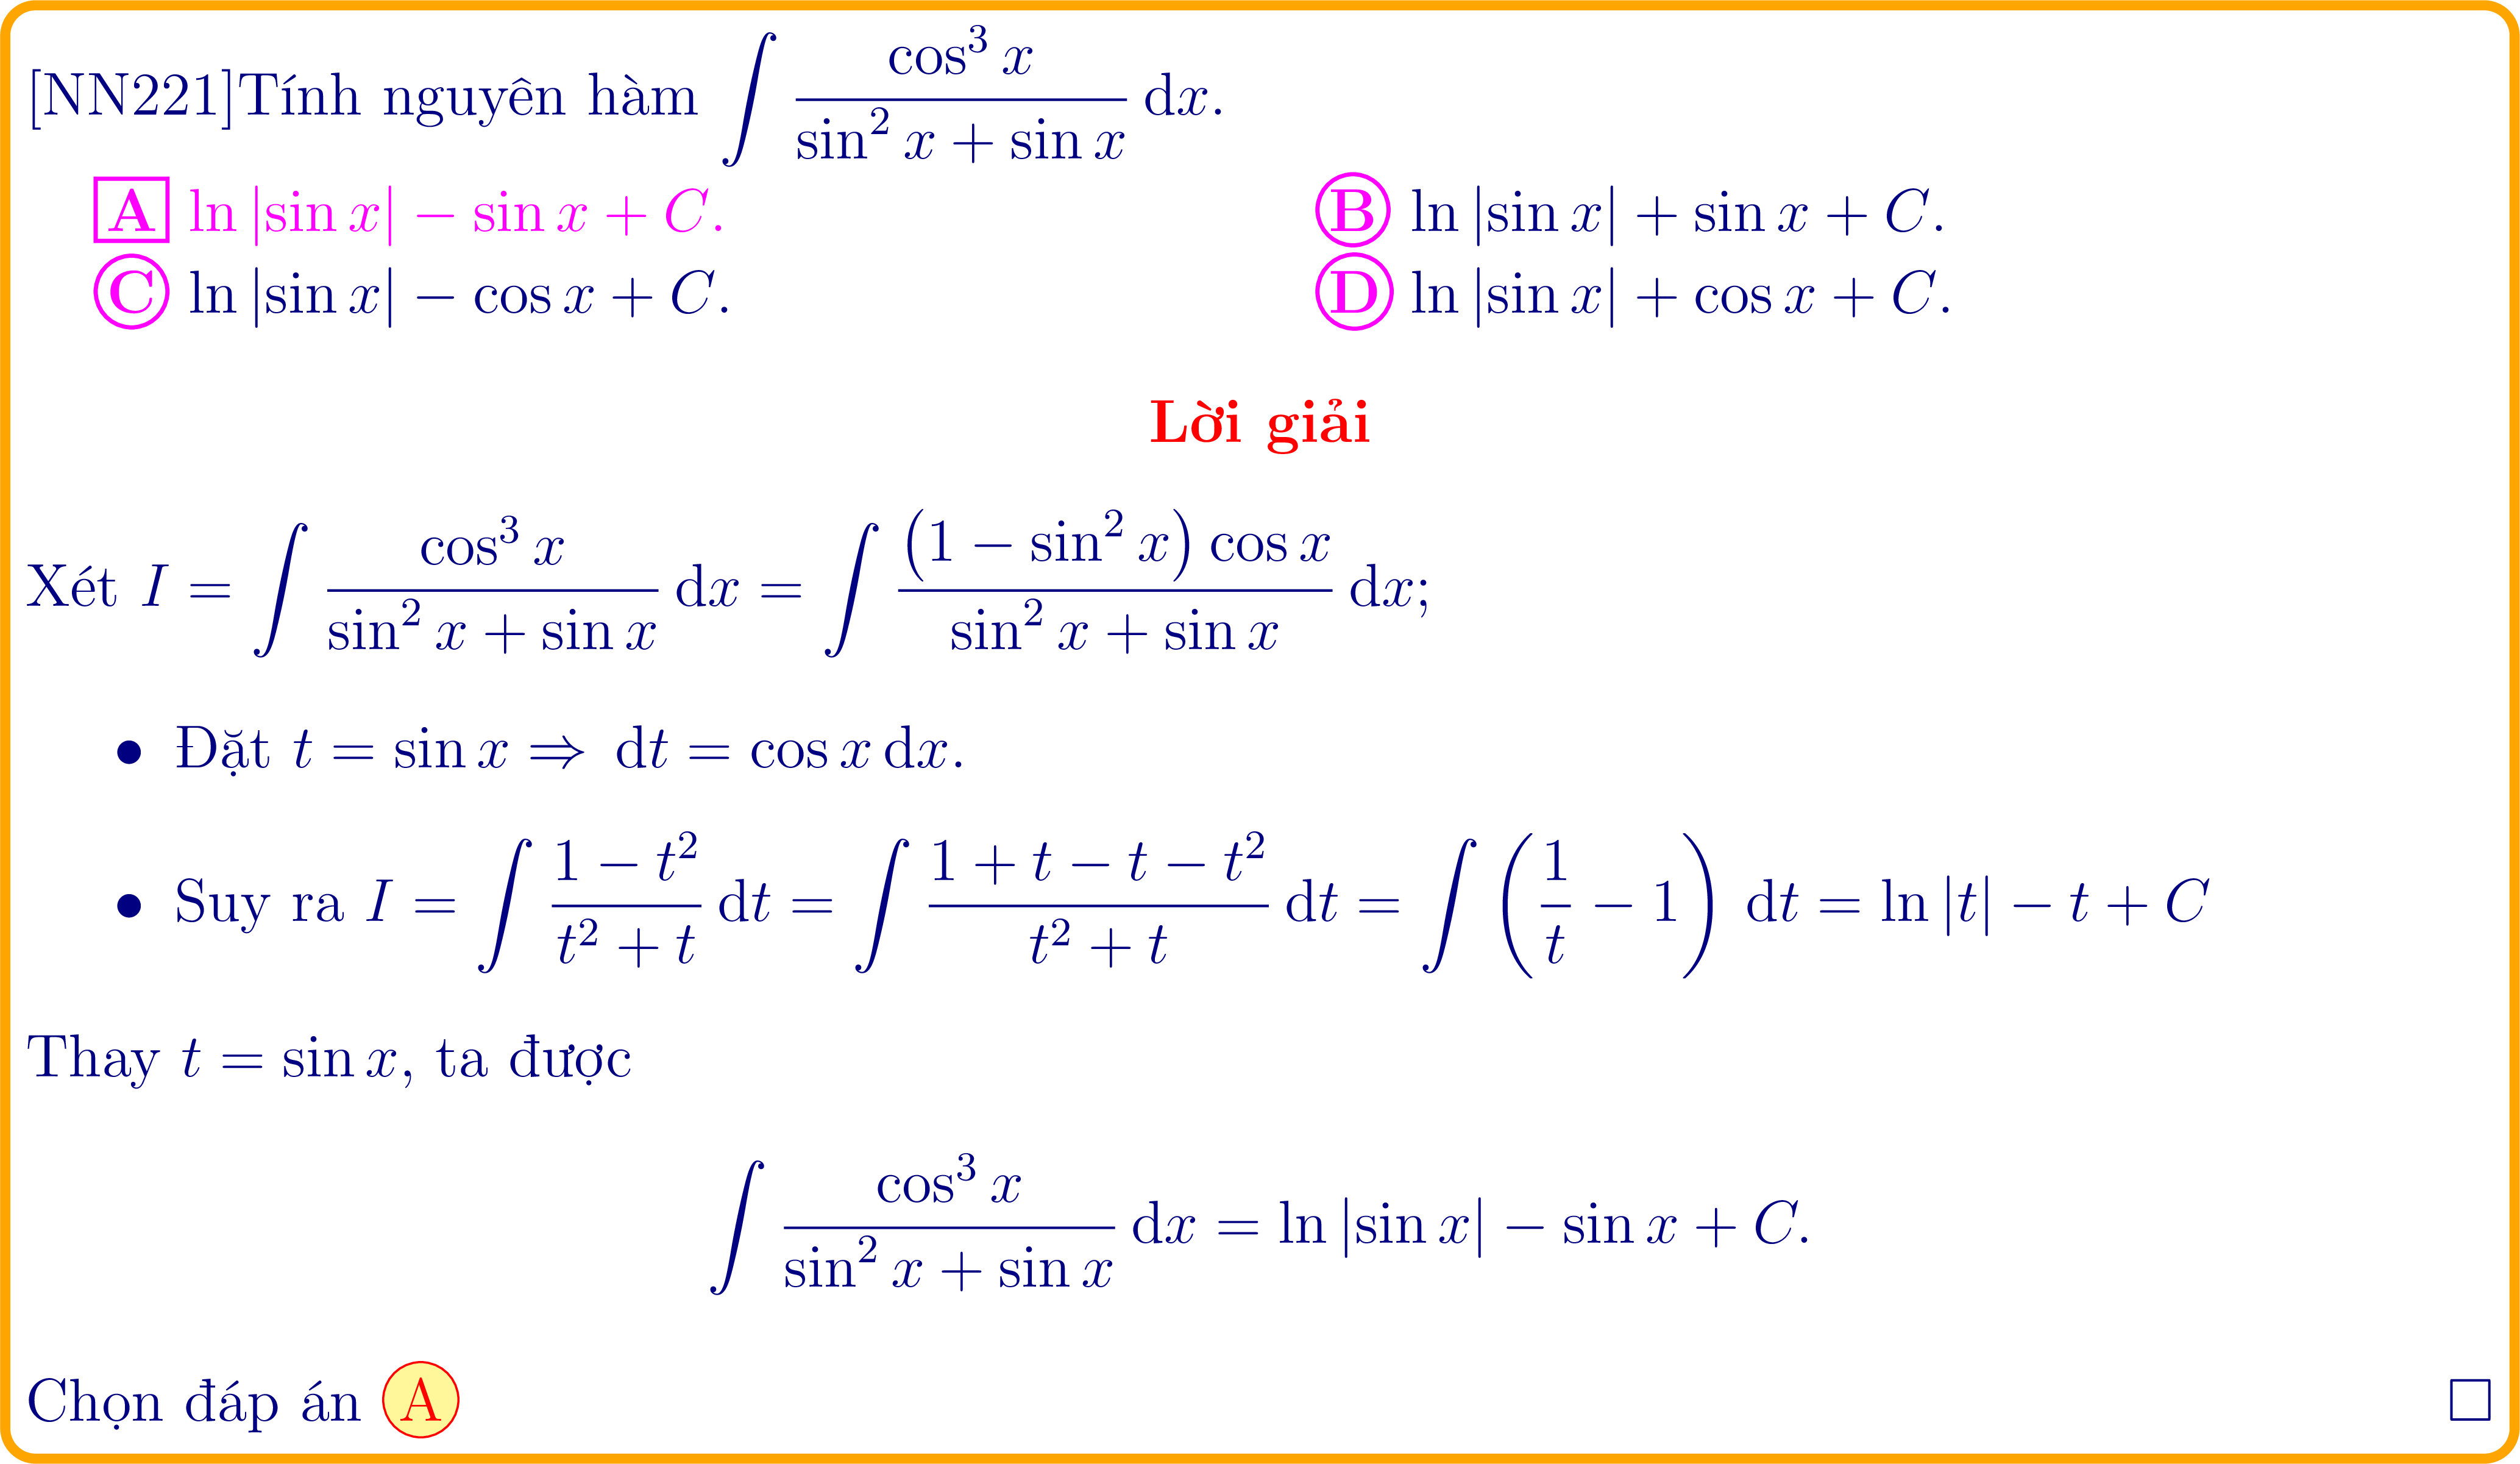 [NN221]Tính nguyên hàm $\int \frac{\cos^3 x}{\sin^2 x + \sin x} \, \mathrm{d}x$.
A $\ln |\sin x| - \sin x + C$. B $\ln |\sin x| + \sin x + C$.
C $\ln |\sin x| - \cos x + C$. D $\ln |\sin x| + \cos x + C$.
Lời giải
Xét $I = \int \frac{\cos^3 x}{\sin^2 x + \sin x} \, \mathrm{d}x = \int \frac{(1 - \sin^2 x) \cos x}{\sin^2 x + \sin x} \, \mathrm{d}x$;
• Đặt $t = \sin x \Rightarrow \mathrm{d}t = \cos x \, \mathrm{d}x$.
• Suy ra $I = \int \frac{1 - t^2}{t^2 + t} \, \mathrm{d}t = \int \frac{1 + t - t - t^2}{t^2 + t} \, \mathrm{d}t = \int \left( \frac{1}{t} - 1 \right) \, \mathrm{d}t = \ln |t| - t + C$
Thay $t = \sin x$, ta được
$\int \frac{\cos^3 x}{\sin^2 x + \sin x} \, \mathrm{d}x = \ln |\sin x| - \sin x + C$.
Chọn đáp án A □